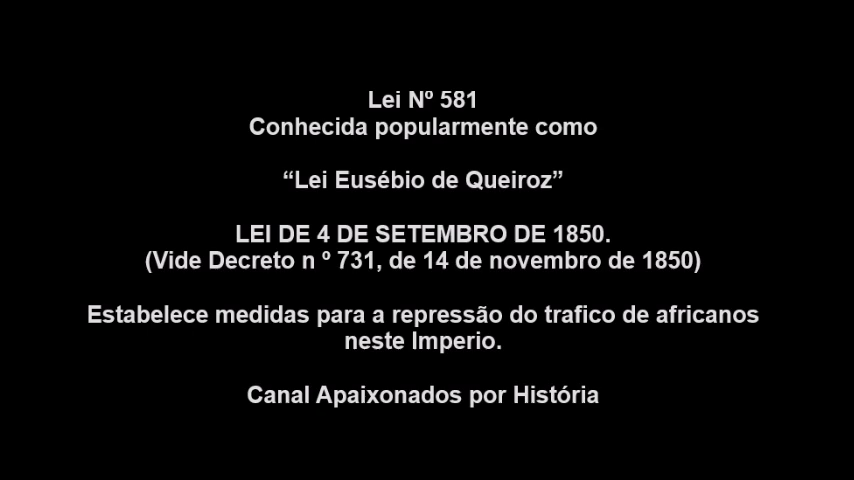 Lei Nº 581
Conhecida popularmente como
“Lei Eusébio de Queiroz”
LEI DE 4 DE SETEMBRO DE 1850.
(Vide Decreto n º 731, de 14 de novembro de 1850)
Estabelece medidas para a repressão do trafico de africanos
neste Imperio.
Canal Apaixonados por História